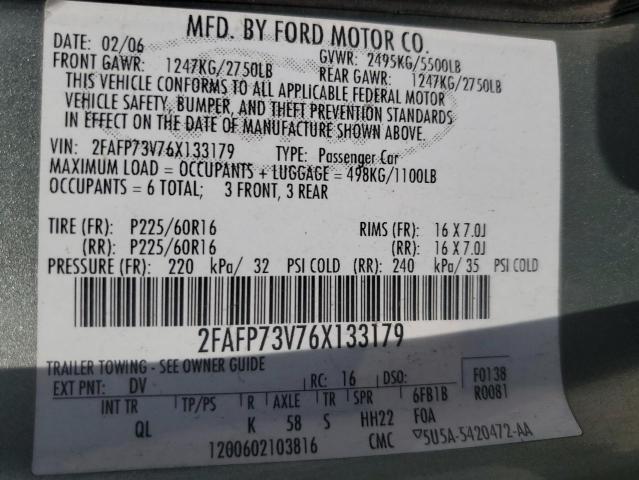 MFD. BY FORD MOTOR CO.
DATE: 02/06 GVWR: 2495KG/5500LB
FRONT GAWR: 1247KG/2750LB REAR GAWR: 1247KG/2750LB
THIS VEHICLE CONFORMS TO ALL APPLICABLE FEDERAL MOTOR
VEHICLE SAFETY, BUMPER, AND THEFT PREVENTION STANDARDS
IN EFFECT ON THE DATE OF MANUFACTURE SHOWN ABOVE.
VIN: 2FAFP73V76X133179 TYPE: Passenger Car
MAXIMUM LOAD = OCCUPANTS + LUGGAGE = 498KG/1100LB
OCCUPANTS = 6 TOTAL; 3 FRONT, 3 REAR
TIRE (FR): P225/60R16 RIMS (FR): 16 X 7.0J
(RR): P225/60R16 (RR): 16 X 7.0J
PRESSURE (FR): 220 kPa/ 32 PSI COLD (RR): 240 kPa/ 35 PSI COLD
2FAFP73V76X133179
TRAILER TOWING - SEE OWNER GUIDE
EXT PNT: DV RC: 16 DSO: F0138
INT TR TP/PS R AXLE TR SPR 6FB1B R0081
QL K 58 S HH22 FOA
1200602103816 CMC 5U5A-5420472-AA